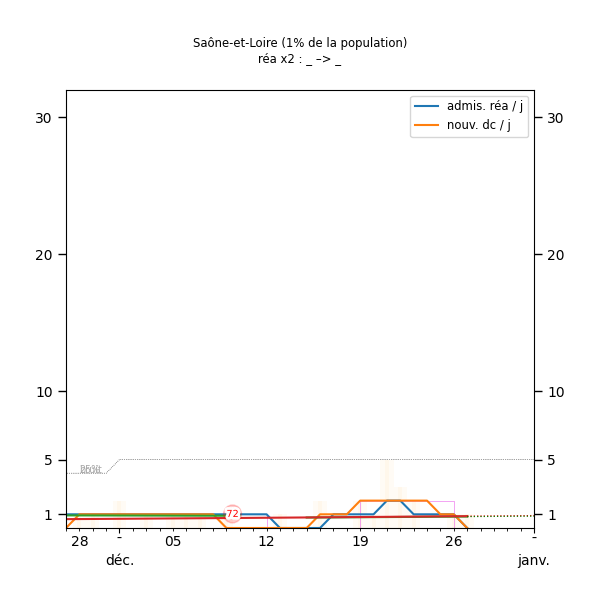 Saône-et-Loire (1% de la population)
réa x2 : _ –> _
admis. réa / j
nouv. dc / j
30 30
20 20
10 10
5 5
72
1 1
28 - 05 12 19 26 -
déc. janv.